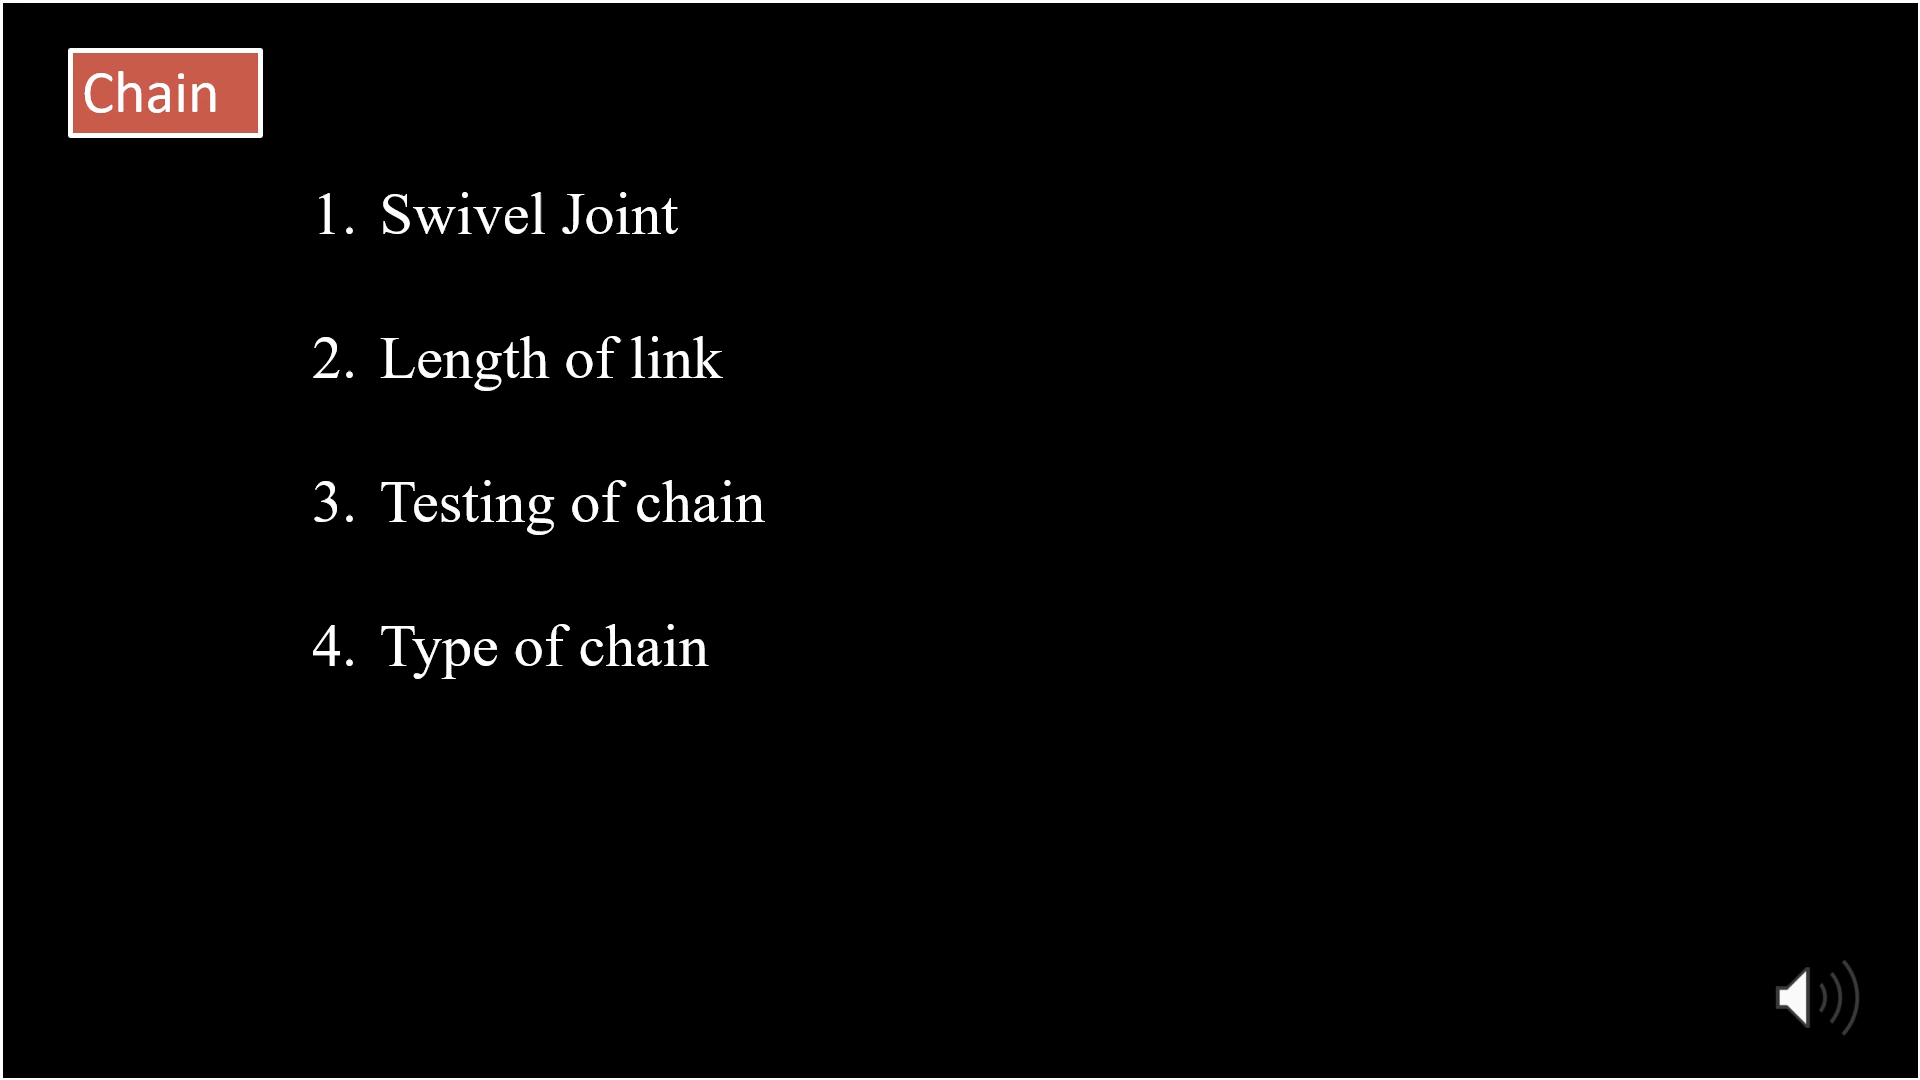 Chain
1. Swivel Joint
2. Length of link
3. Testing of chain
4. Type of chain